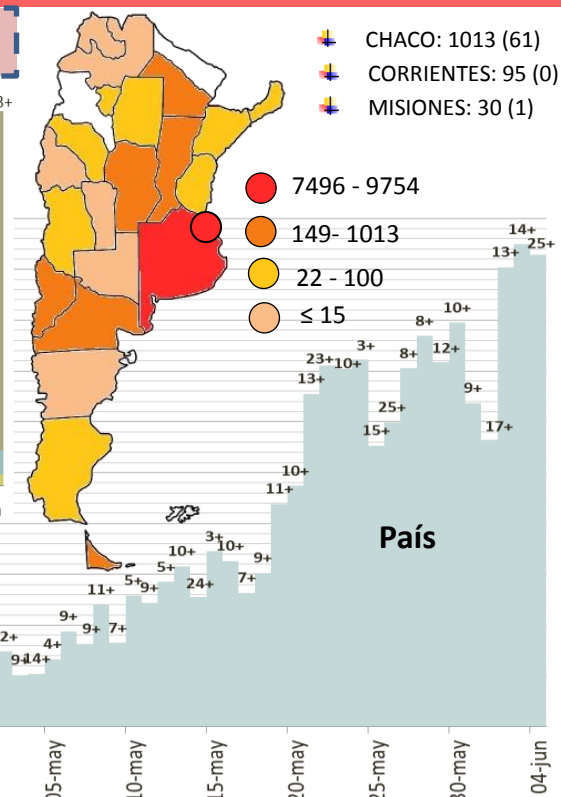 CHACO: 1013 (61)
CORRIENTES: 95 (0)
MISIONES: 30 (1)
3+
7496 - 9754
149- 1013
22 - 100
≤ 15
14+
25+
13+
10+
8+
12+
3+
23+
10+
8+
13+
9+
25+
15+
17+
10+
11+
País
3+
10+
10+
9+
5+
24+
7+
11+
5+
9+
9+
9+
7+
4+
2+
14+
05-may
10-may
15-may
20-may
25-may
30-may
04-jun